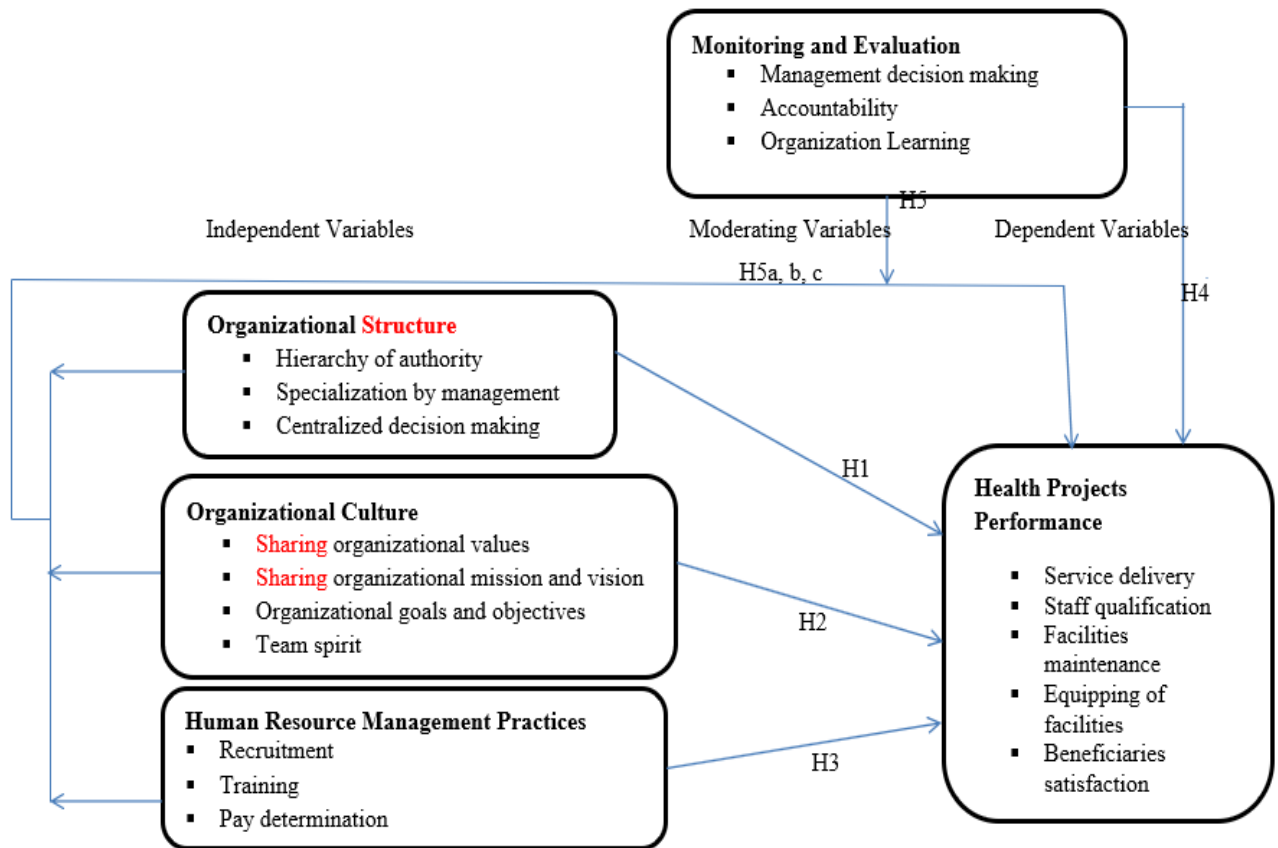 Monitoring and Evaluation
▪ Management decision making
▪ Accountability
▪ Organization Learning
H5
Independent Variables
Moderating Variables
Dependent Variables
H5a, b, c
H4
Organizational Structure
▪ Hierarchy of authority
▪ Specialization by management
▪ Centralized decision making
H1
Organizational Culture
▪ Sharing organizational values
▪ Sharing organizational mission and vision
▪ Organizational goals and objectives
▪ Team spirit
H2
Human Resource Management Practices
▪ Recruitment
▪ Training
▪ Pay determination
H3
Health Projects
Performance
▪ Service delivery
▪ Staff qualification
▪ Facilities
maintenance
▪ Equipping of
facilities
▪ Beneficiaries
satisfaction